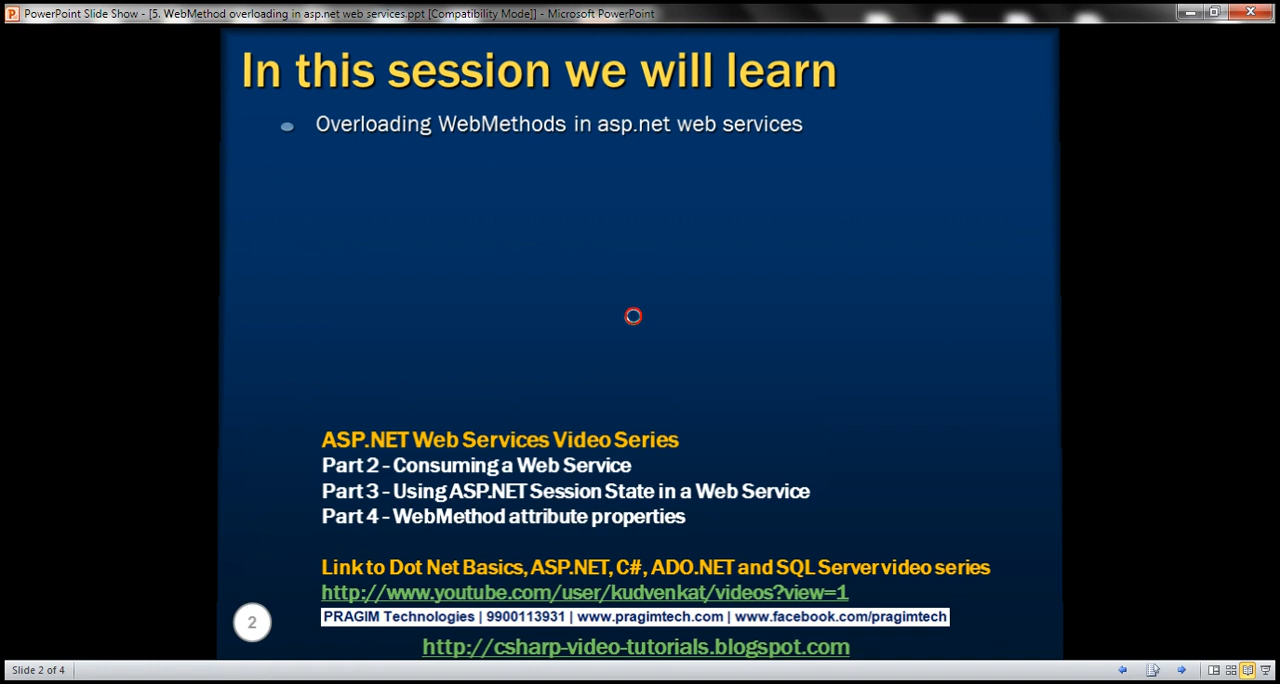 PowerPoint Slide Show - [5. WebMethod overloading in asp.net web services.ppt [Compatibility Mode]] - Microsoft PowerPoint
In this session we will learn
Overloading WebMethods in asp.net web services
ASP.NET Web Services Video Series
Part 2 - Consuming a Web Service
Part 3 - Using ASP.NET Session State in a Web Service
Part 4 - WebMethod attribute properties
Link to Dot Net Basics, ASP.NET, C#, ADO.NET and SQL Server video series
http://www.youtube.com/user/kudvenkat/videos?view=1
PRAGIM Technologies | 9900113931 | www.pragimtech.com | www.facebook.com/pragimtech
2
http://csharp-video-tutorials.blogspot.com
Slide 2 of 4